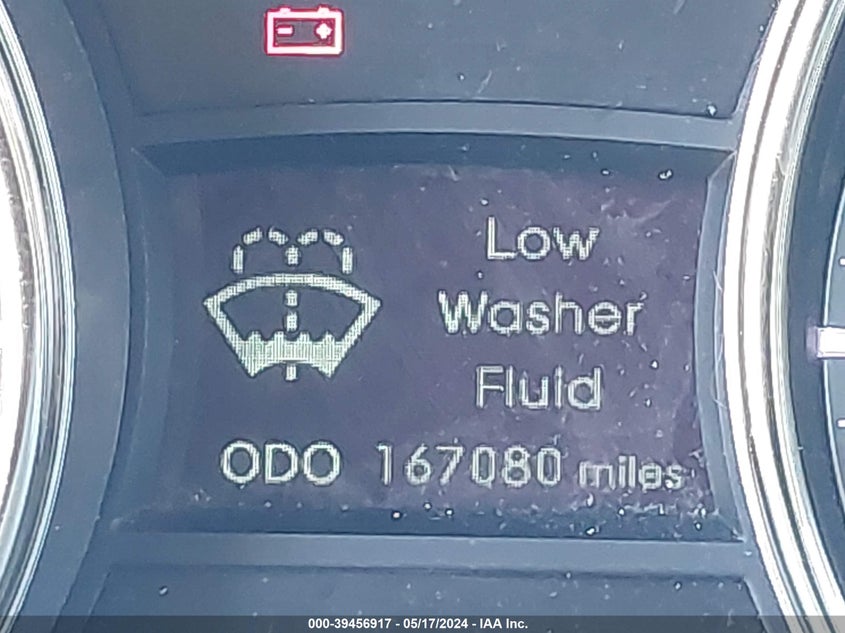 Low
Washer
Fluid
ODO 167080 miles
000-39456917 - 05/17/2024 - IAA Inc.